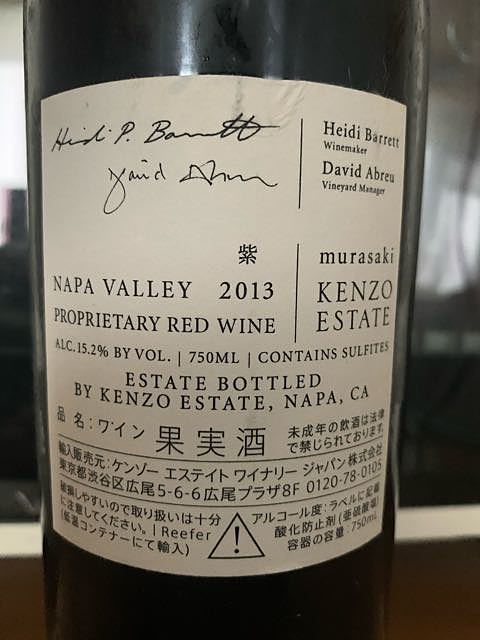 Heidi P. Barrett
David Abreu
Heidi Barrett
Winemaker
David Abreu
Vineyard Manager
紫
murasaki
NAPA VALLEY 2013
PROPRIETARY RED WINE
KENZO
ESTATE
ALC.15.2% BY VOL. | 750ML | CONTAINS SULFITES
ESTATE BOTTLED
BY KENZO ESTATE, NAPA, CA
品 名:ワイン 果実酒
未成年の飲酒は法律
で禁じられております。
輸入販売元:ケンゾー エステイト ワイナリー ジャパン株式会社
東京都渋谷区広尾5-6-6広尾プラザ8F 0120-78-0105
破損しやすいので取り扱いは十分
に注意してください。 | Reefer
(低温コンテナーにて輸入)
アルコール度:ラベルに記載
酸化防止剤(亜硫酸塩)
容器の容量:750mL